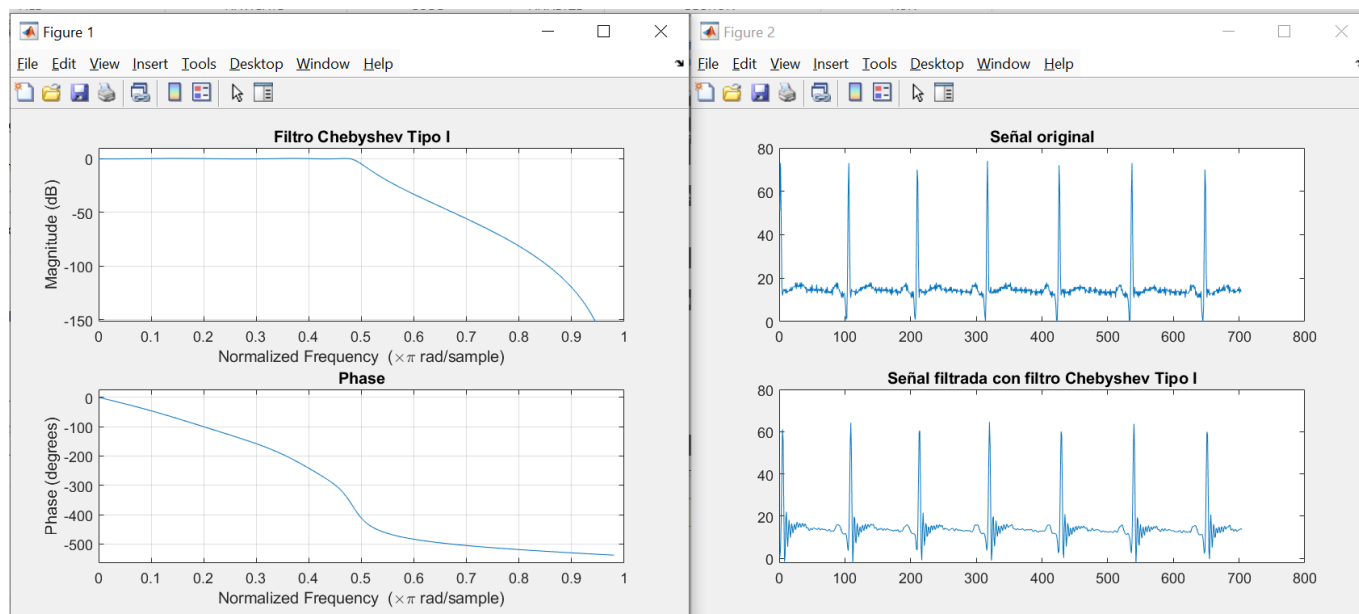 Figure 1
File Edit View Insert Tools Desktop Window Help
Filtro Chebyshev Tipo I
0
-50
-100
-150
Magnitude (dB)
0 0.1 0.2 0.3 0.4 0.5 0.6 0.7 0.8 0.9 1
Normalized Frequency (×π rad/sample)
Phase
0
-100
-200
-300
-400
-500
Phase (degrees)
0 0.1 0.2 0.3 0.4 0.5 0.6 0.7 0.8 0.9 1
Normalized Frequency (×π rad/sample)
Figure 2
File Edit View Insert Tools Desktop Window Help
Señal original
80
60
40
20
0
0 100 200 300 400 500 600 700 800
Señal filtrada con filtro Chebyshev Tipo I
80
60
40
20
0
0 100 200 300 400 500 600 700 800